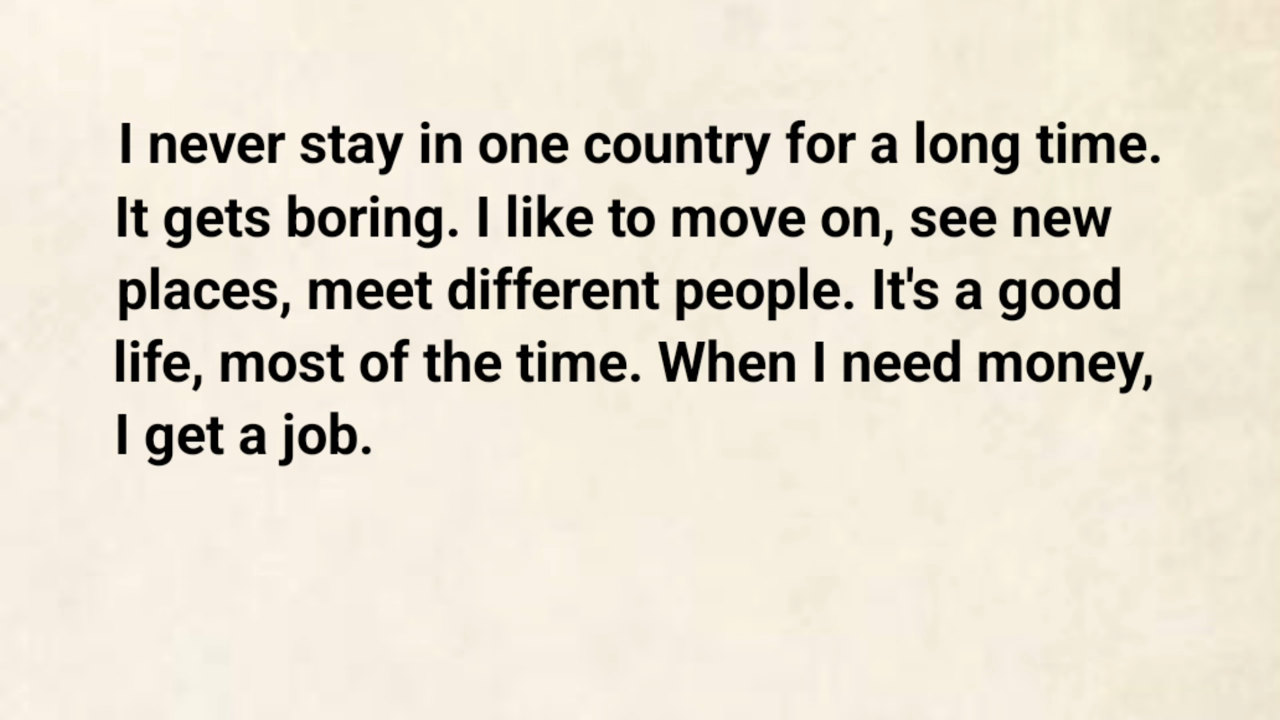 I never stay in one country for a long time.
It gets boring. I like to move on, see new
places, meet different people. It's a good
life, most of the time. When I need money,
I get a job.